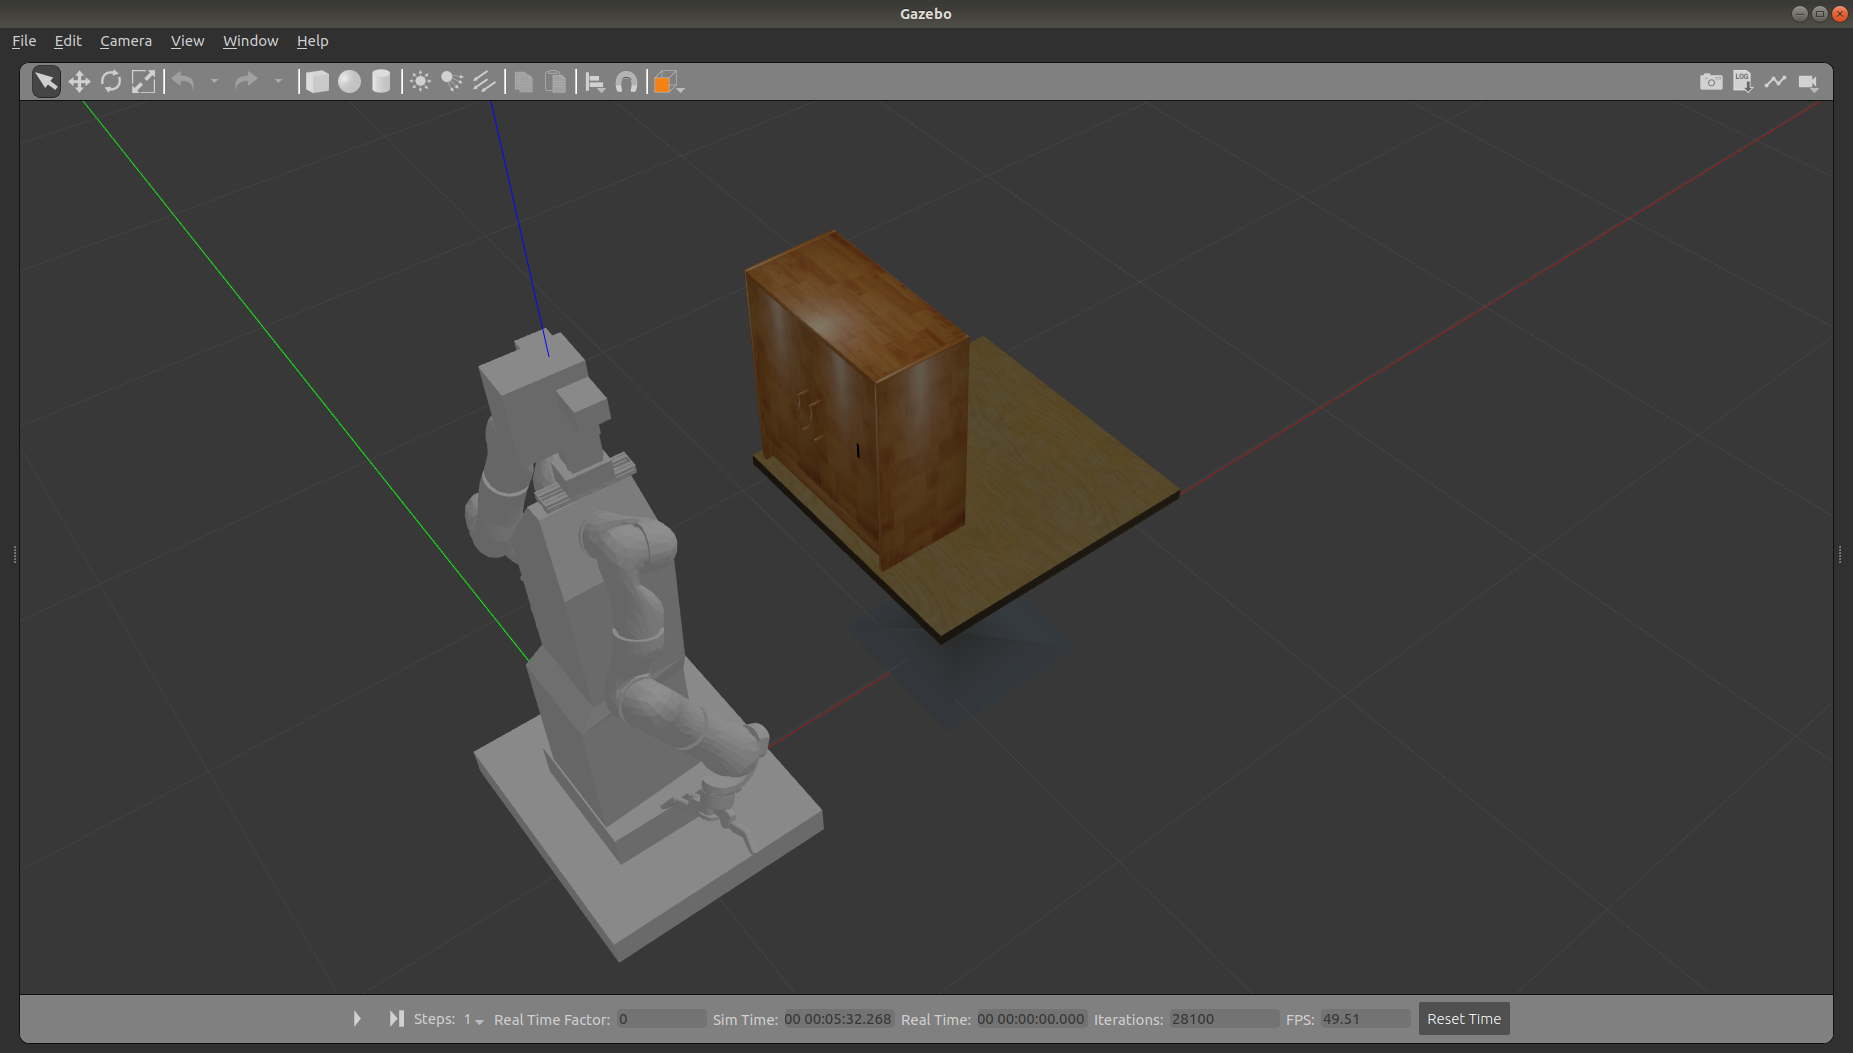 Gazebo
File Edit Camera View Window Help
LOG
Steps: 1 Real Time Factor: 0 Sim Time: 00 00:05:32.268 Real Time: 00 00:00:00.000 Iterations: 28100 FPS: 49.51 Reset Time